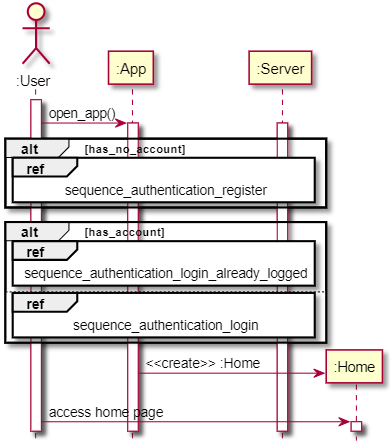 :User
:App
:Server
open_app()
alt [has_no_account]
ref
sequence_authentication_register
alt [has_account]
ref
sequence_authentication_login_already_logged
ref
sequence_authentication_login
<<create>> :Home
:Home
access home page